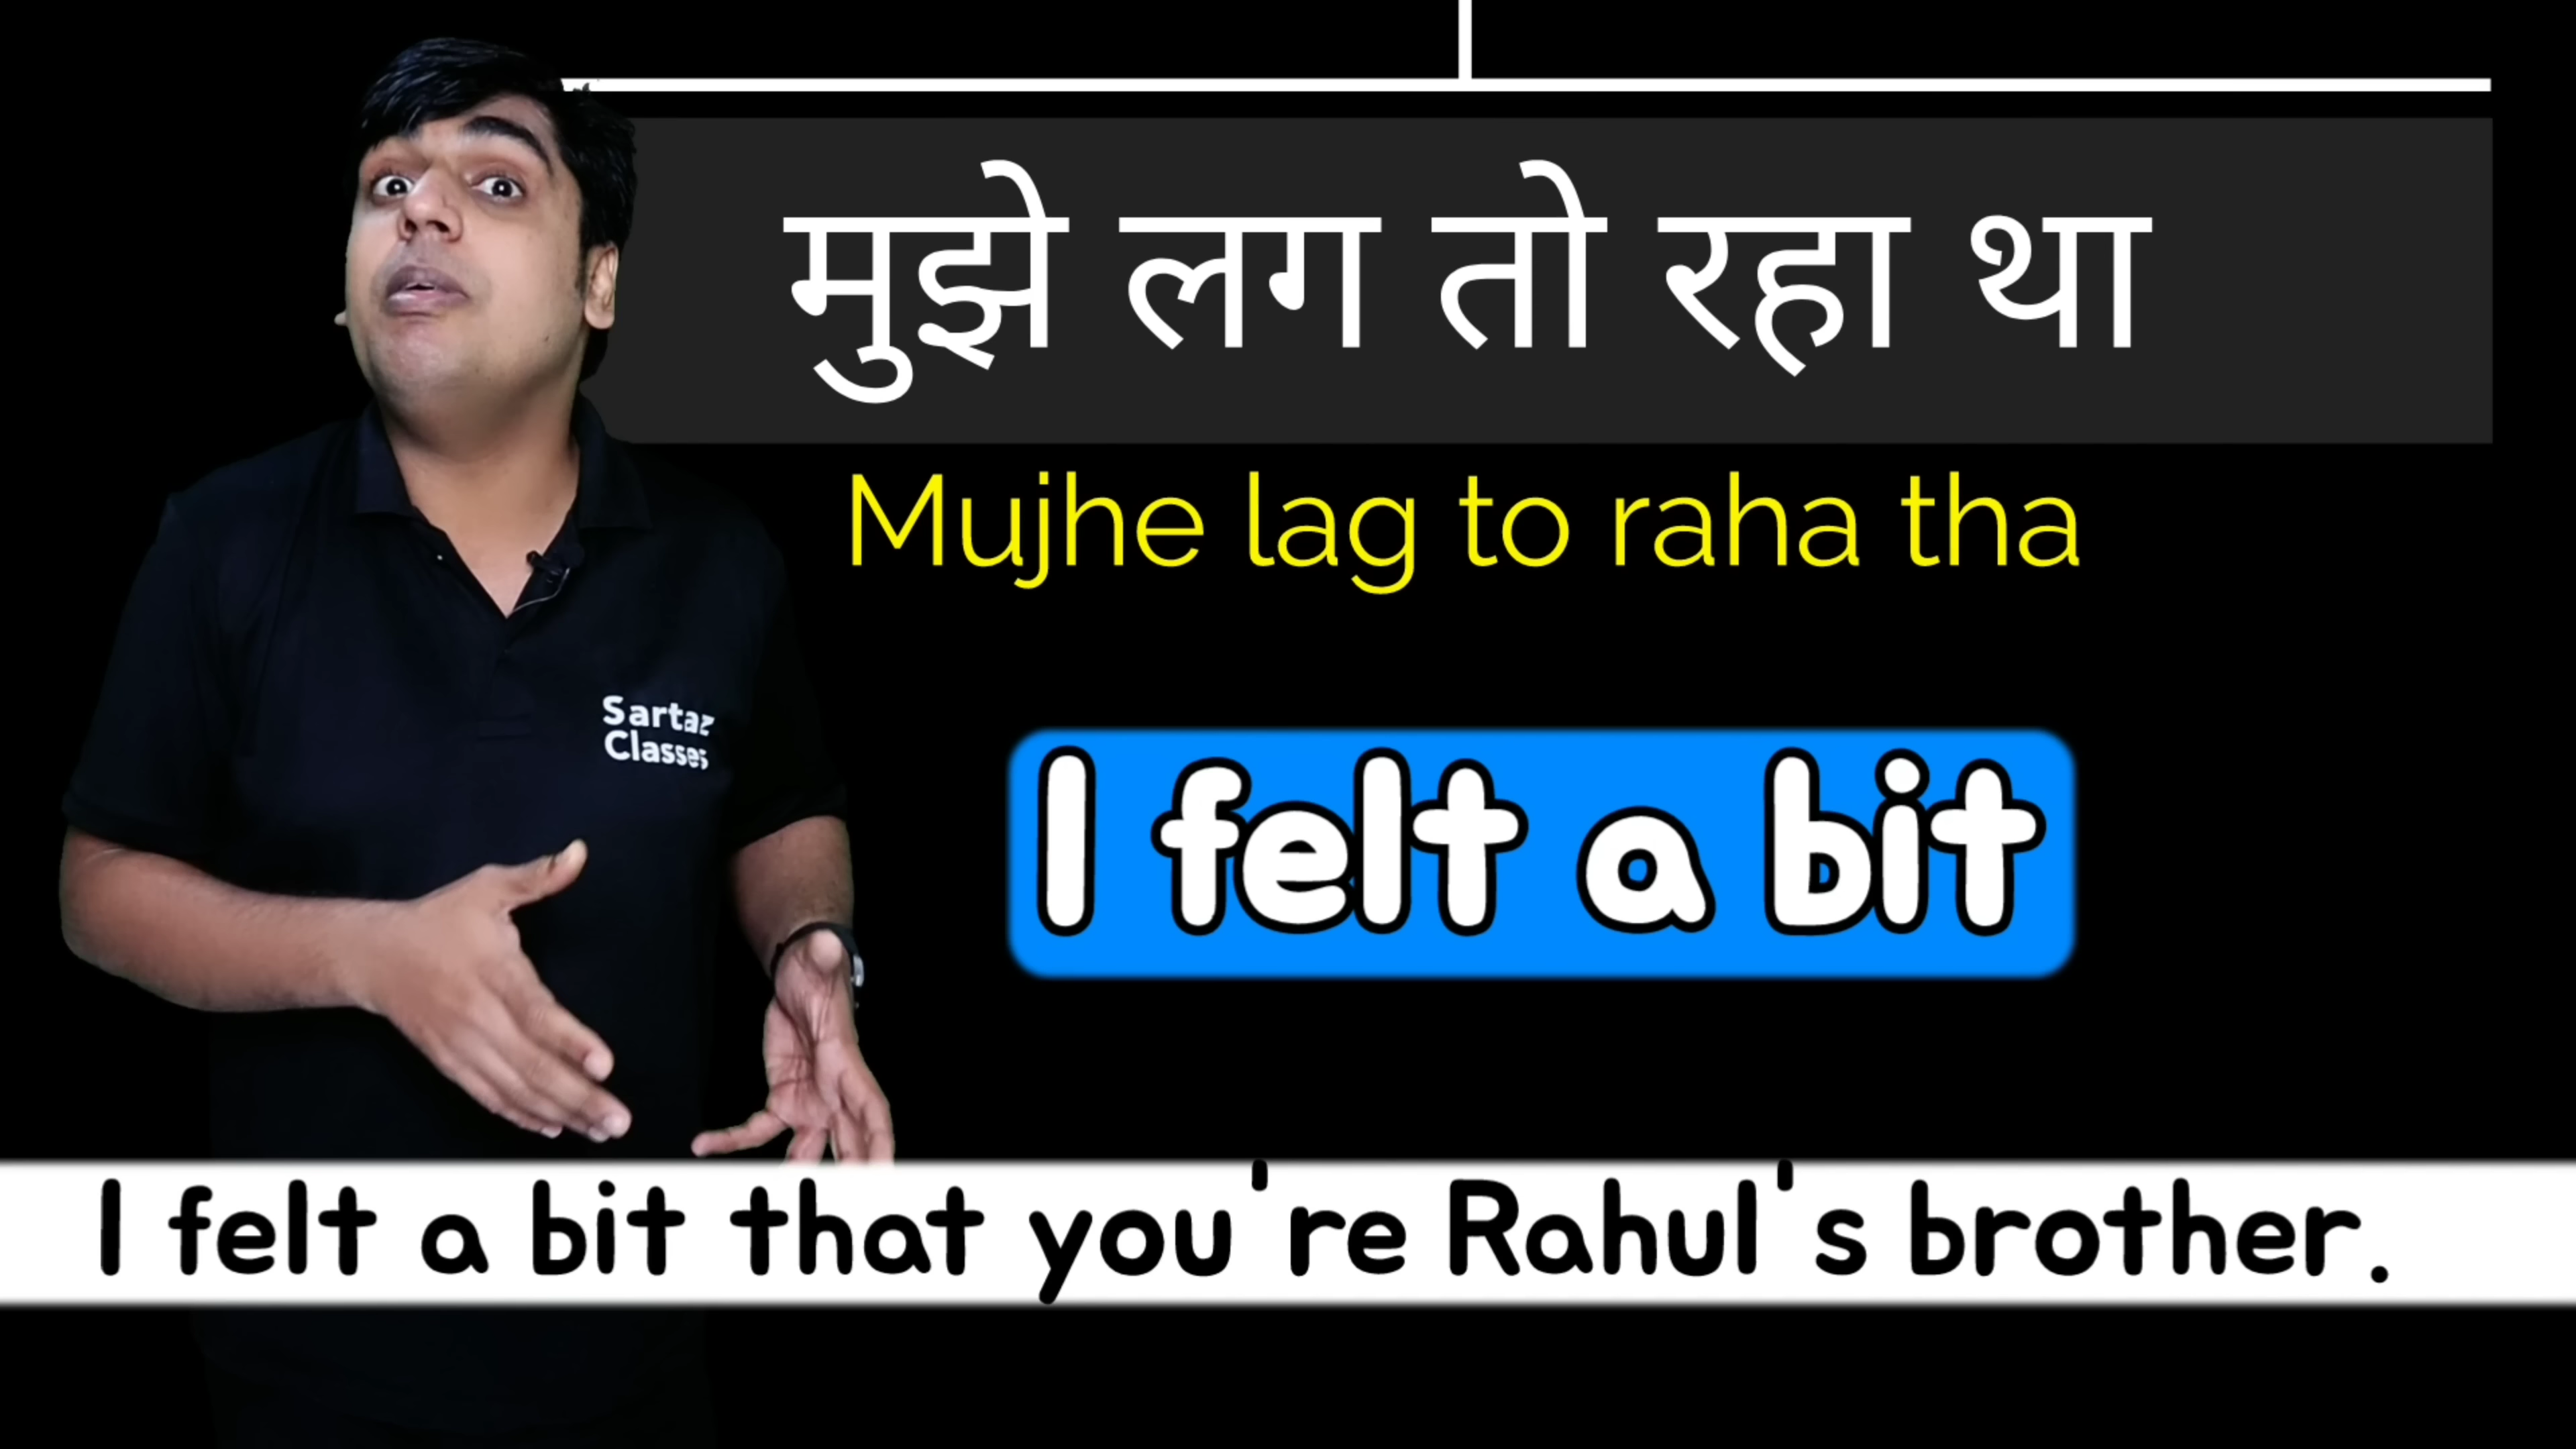 मुझे लग तो रहा था
Mujhe lag to raha tha
Sartaz
Classes
I felt a bit
I felt a bit that you're Rahul's brother.